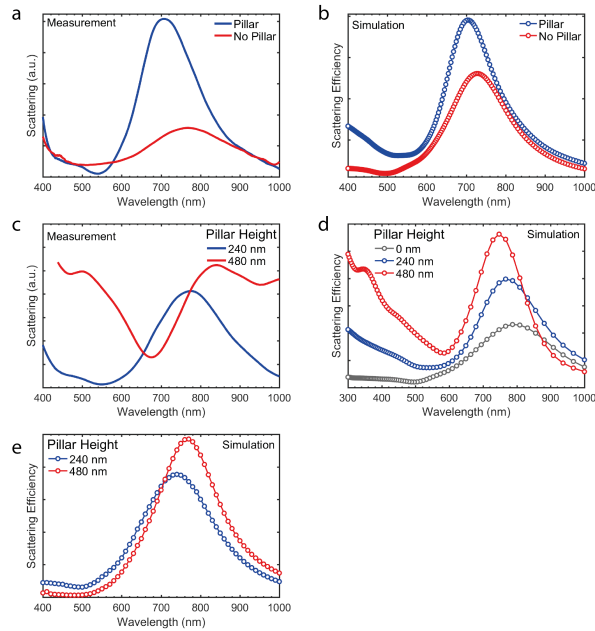 a
Measurement
Pillar
No Pillar
Scattering (a.u.)
400 500 600 700 800 900 1000
Wavelength (nm)
b
Simulation
Pillar
No Pillar
Scattering Efficiency
400 500 600 700 800 900 1000
Wavelength (nm)
c
Measurement
Pillar Height
240 nm
480 nm
Scattering (a.u.)
400 500 600 700 800 900 1000
Wavelength (nm)
d
Pillar Height
Simulation
0 nm
240 nm
480 nm
Scattering Efficiency
300 400 500 600 700 800 900 1000
Wavelength (nm)
e
Pillar Height
Simulation
240 nm
480 nm
Scattering Efficiency
400 500 600 700 800 900 1000
Wavelength (nm)